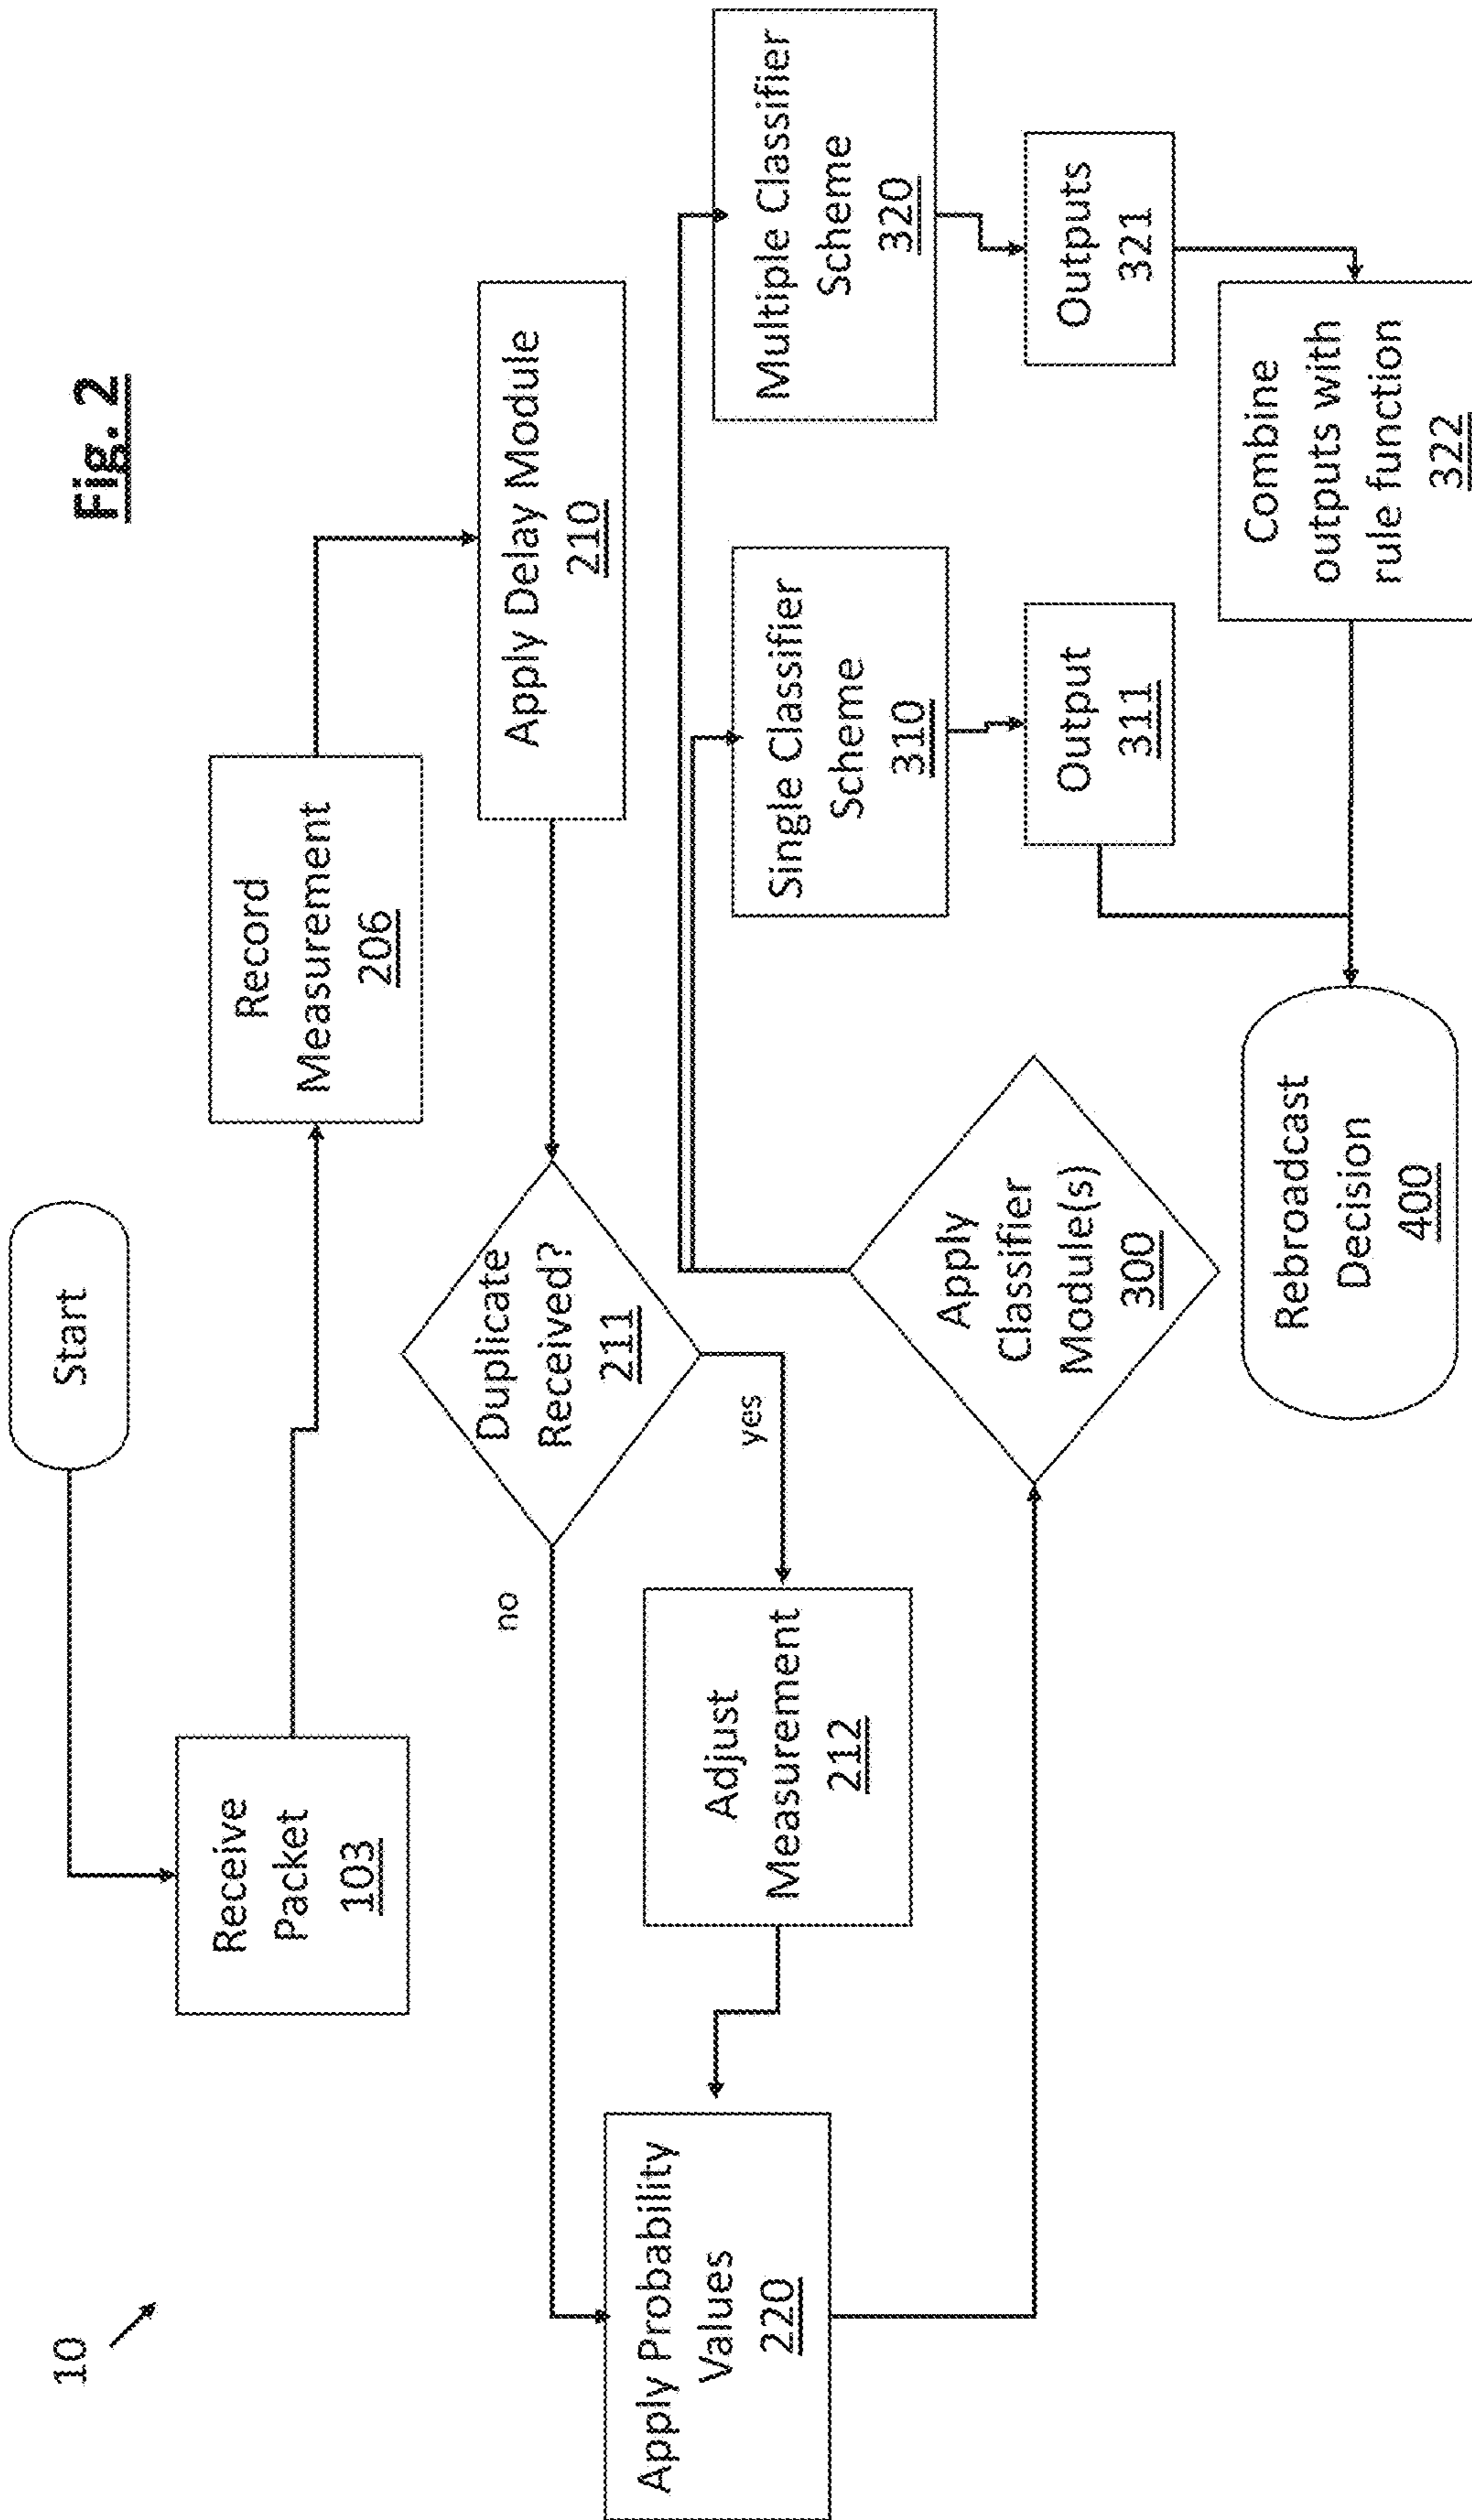 Fig. 2
10
Start
Receive
Packet
103
Record
Measurement
206
Apply Delay Module
210
Duplicate
Received?
211
no
yes
Adjust
Measurement
212
Apply Probability
Values
220
Apply
Classifier
Module(s)
300
Single Classifier
Scheme
310
Output
311
Multiple Classifier
Scheme
320
Outputs
321
Combine
outputs with
rule function
322
Rebroadcast
Decision
400